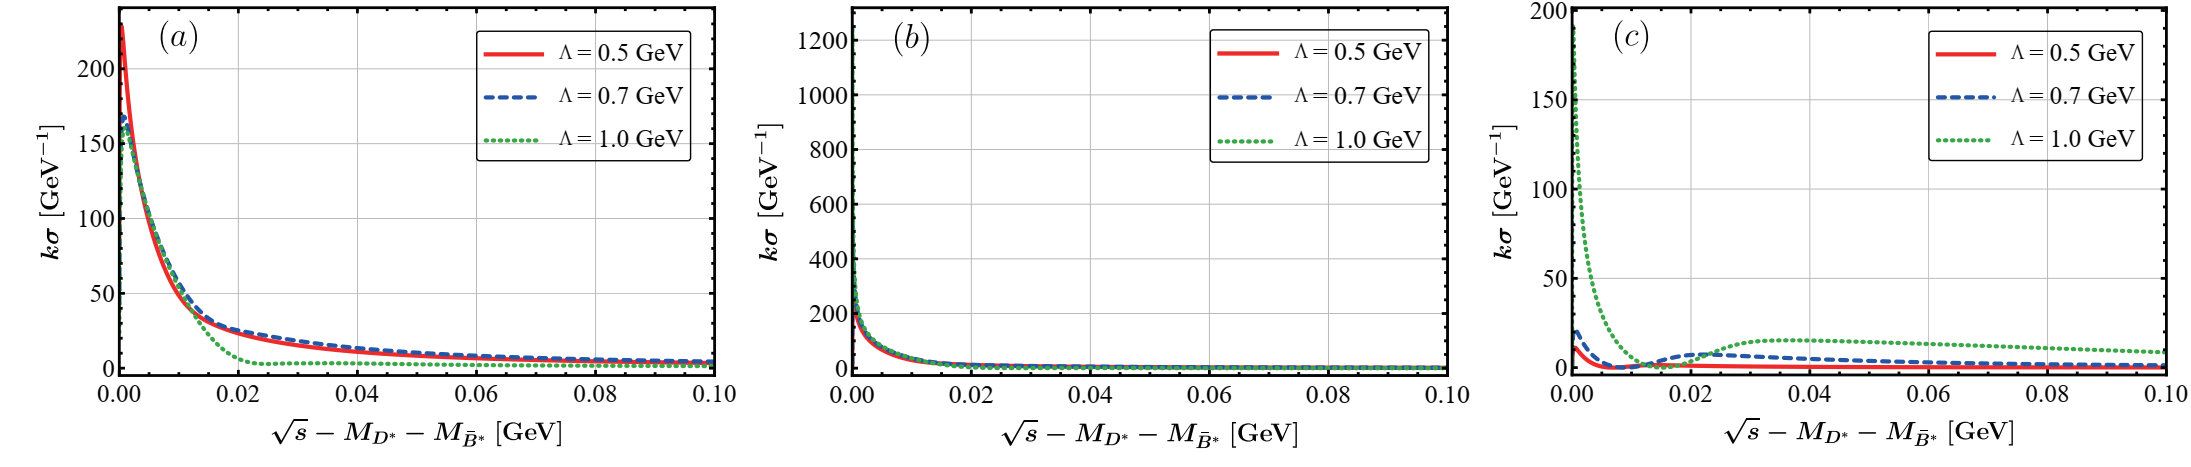 (a)
Λ = 0.5 GeV
Λ = 0.7 GeV
Λ = 1.0 GeV
200
150
100
50
0
kσ [GeV⁻¹]
0.00 0.02 0.04 0.06 0.08 0.10
√s − M_{D*} − M_{B̄*} [GeV]
(b)
Λ = 0.5 GeV
Λ = 0.7 GeV
Λ = 1.0 GeV
1200
1000
800
600
400
200
0
kσ [GeV⁻¹]
0.00 0.02 0.04 0.06 0.08 0.10
√s − M_{D*} − M_{B̄*} [GeV]
(c)
Λ = 0.5 GeV
Λ = 0.7 GeV
Λ = 1.0 GeV
200
150
100
50
0
kσ [GeV⁻¹]
0.00 0.02 0.04 0.06 0.08 0.10
√s − M_{D*} − M_{B̄*} [GeV]